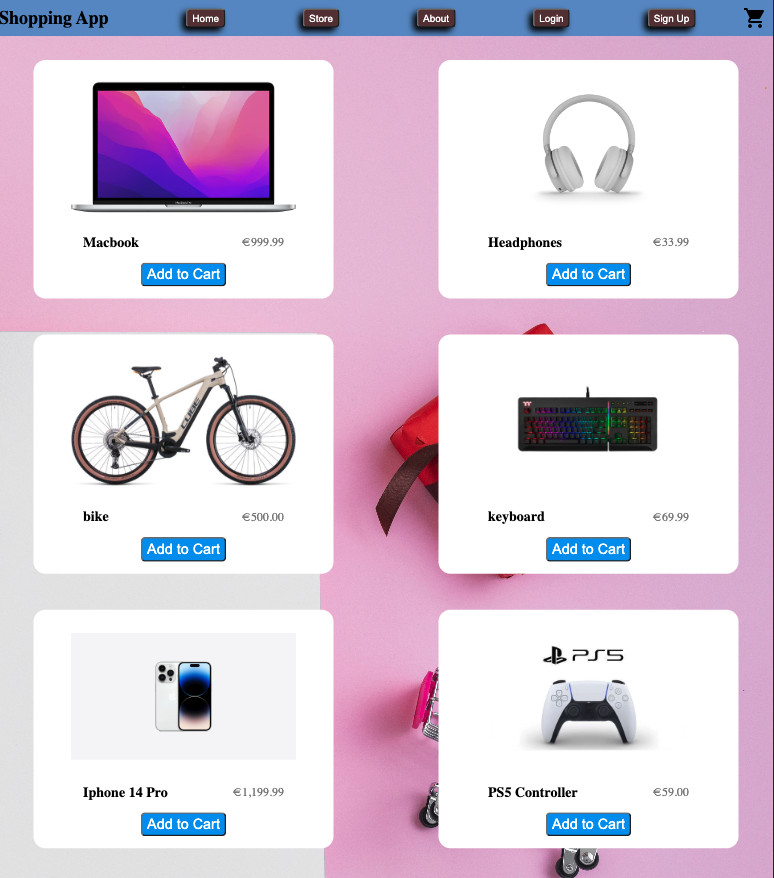 Shopping App Home Store About Login Sign Up
Macbook €999.99
Add to Cart
Headphones €33.99
Add to Cart
bike €500.00
Add to Cart
keyboard €69.99
Add to Cart
Iphone 14 Pro €1,199.99
Add to Cart
PS5
PS5 Controller €59.00
Add to Cart